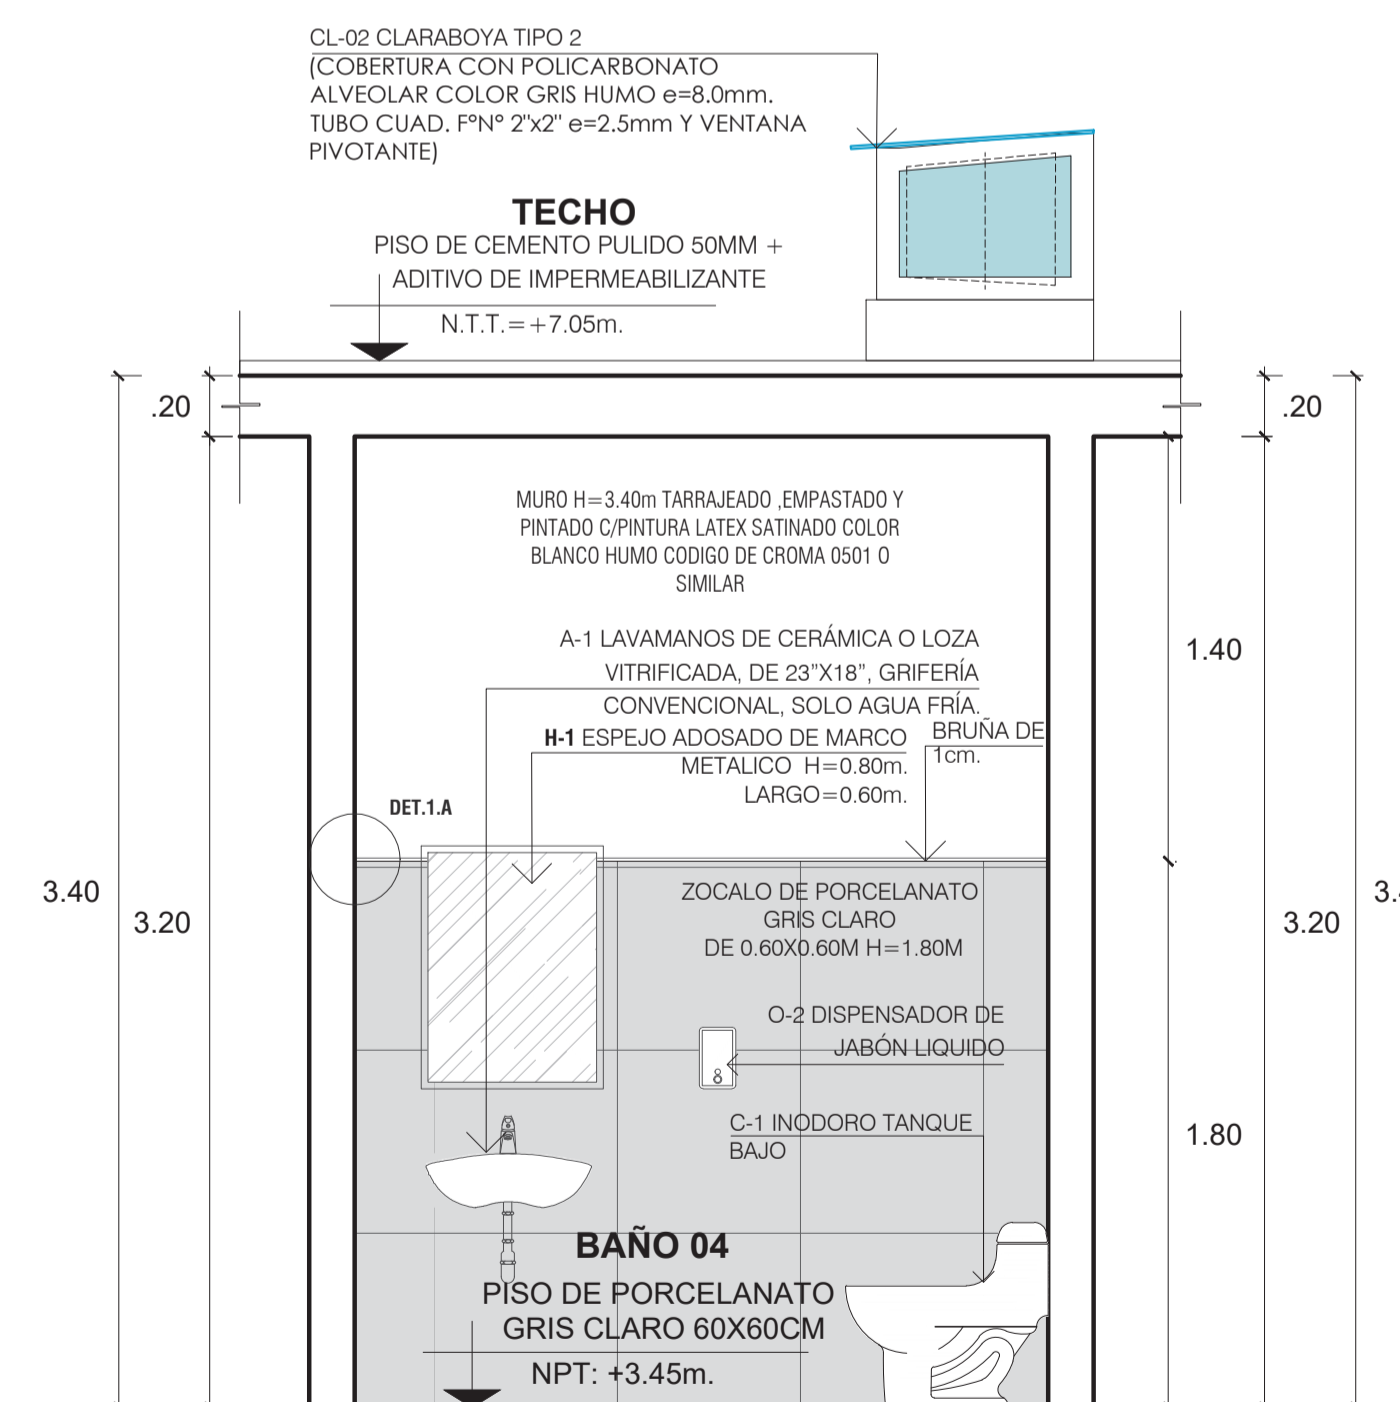 CL-02 CLARABOYA TIPO 2
(COBERTURA CON POLICARBONATO
ALVEOLAR COLOR GRIS HUMO e=8.0mm.
TUBO CUAD. F°N° 2"x2" e=2.5mm Y VENTANA
PIVOTANTE)
TECHO
PISO DE CEMENTO PULIDO 50MM +
ADITIVO DE IMPERMEABILIZANTE
N.T.T.=+7.05m.
.20
.20
MURO H=3.40m TARRAJEADO ,EMPASTADO Y
PINTADO C/PINTURA LATEX SATINADO COLOR
BLANCO HUMO CODIGO DE CROMA 0501 O
SIMILAR
A-1 LAVAMANOS DE CERÁMICA O LOZA
VITRIFICADA, DE 23”X18”, GRIFERÍA
CONVENCIONAL, SOLO AGUA FRÍA.
1.40
H-1 ESPEJO ADOSADO DE MARCO
METALICO H=0.80m.
LARGO=0.60m.
BRUÑA DE
1cm.
DET.1.A
3.40
3.20
ZOCALO DE PORCELANATO
GRIS CLARO
DE 0.60X0.60M H=1.80M
3.20
O-2 DISPENSADOR DE
JABÓN LIQUIDO
C-1 INODORO TANQUE
BAJO
1.80
BAÑO 04
PISO DE PORCELANATO
GRIS CLARO 60X60CM
NPT: +3.45m.